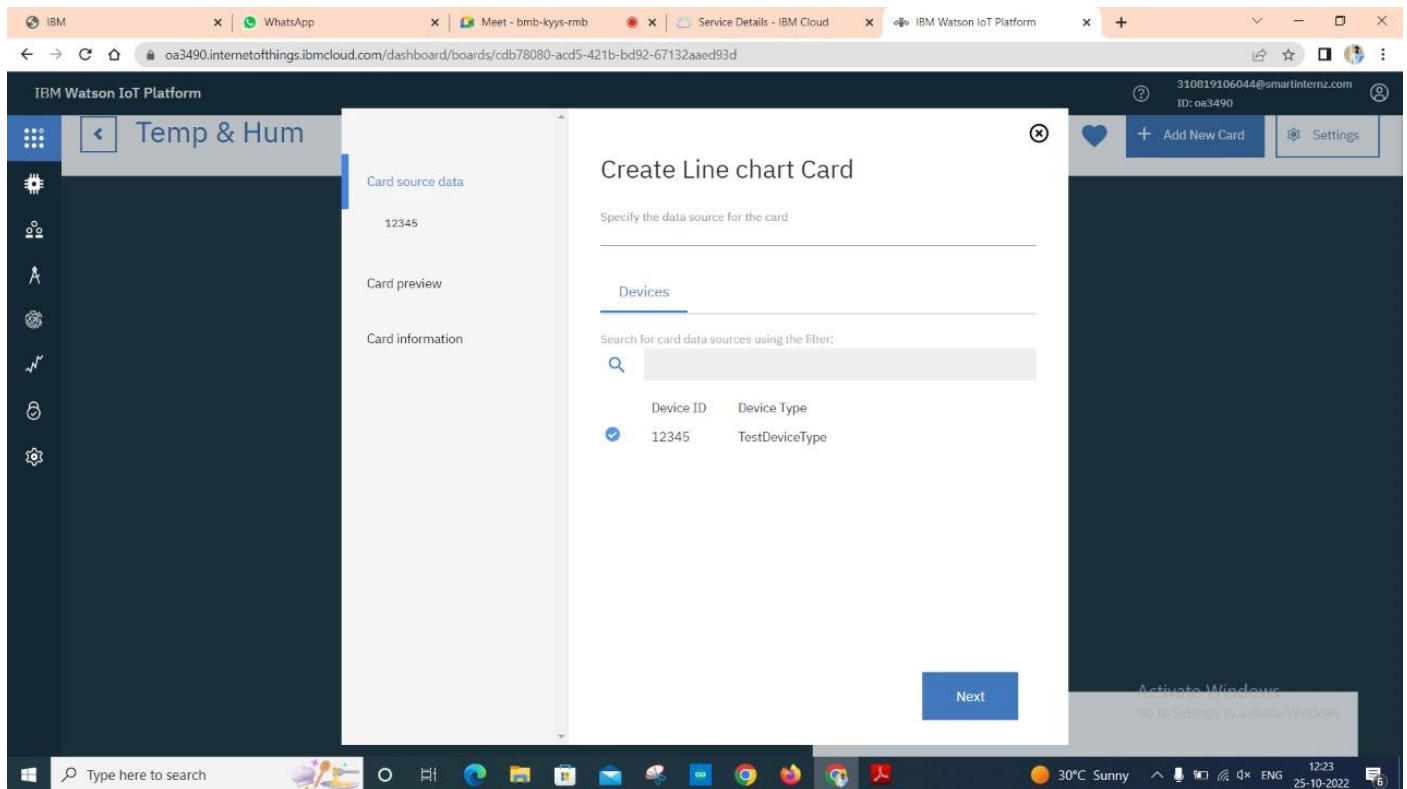 IBM
WhatsApp
Meet - bmb-kyys-rmb
Service Details - IBM Cloud
IBM Watson IoT Platform
oa3490.internetofthings.ibmcloud.com/dashboard/boards/cdb78080-acd5-421b-bd92-67132aaed93d
IBM Watson IoT Platform
310819106044@smartinternz.com
ID: oa3490
Temp & Hum
+ Add New Card
Settings
Card source data
12345
Card preview
Card information
Create Line chart Card
Specify the data source for the card
Devices
Search for card data sources using the filter:
Device ID Device Type
12345 TestDeviceType
Next
Activate Windows
Go to Settings to activate Windows.
Type here to search
30°C Sunny
ENG
12:23
25-10-2022
6